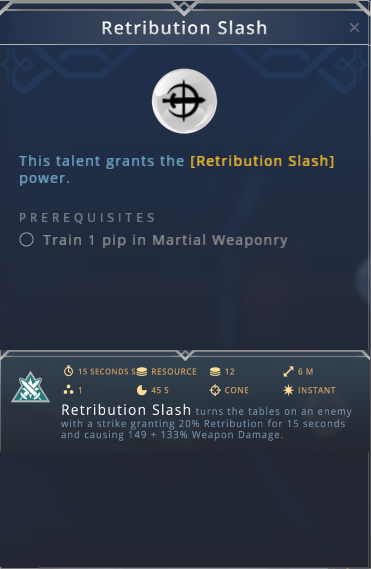 Retribution Slash
This talent grants the [Retribution Slash]
power.
PREREQUISITES
Train 1 pip in Martial Weaponry
15 SECONDS S RESOURCE 12 6 M
1 45 S CONE INSTANT
Retribution Slash turns the tables on an enemy
with a strike granting 20% Retribution for 15 seconds
and causing 149 + 133% Weapon Damage.